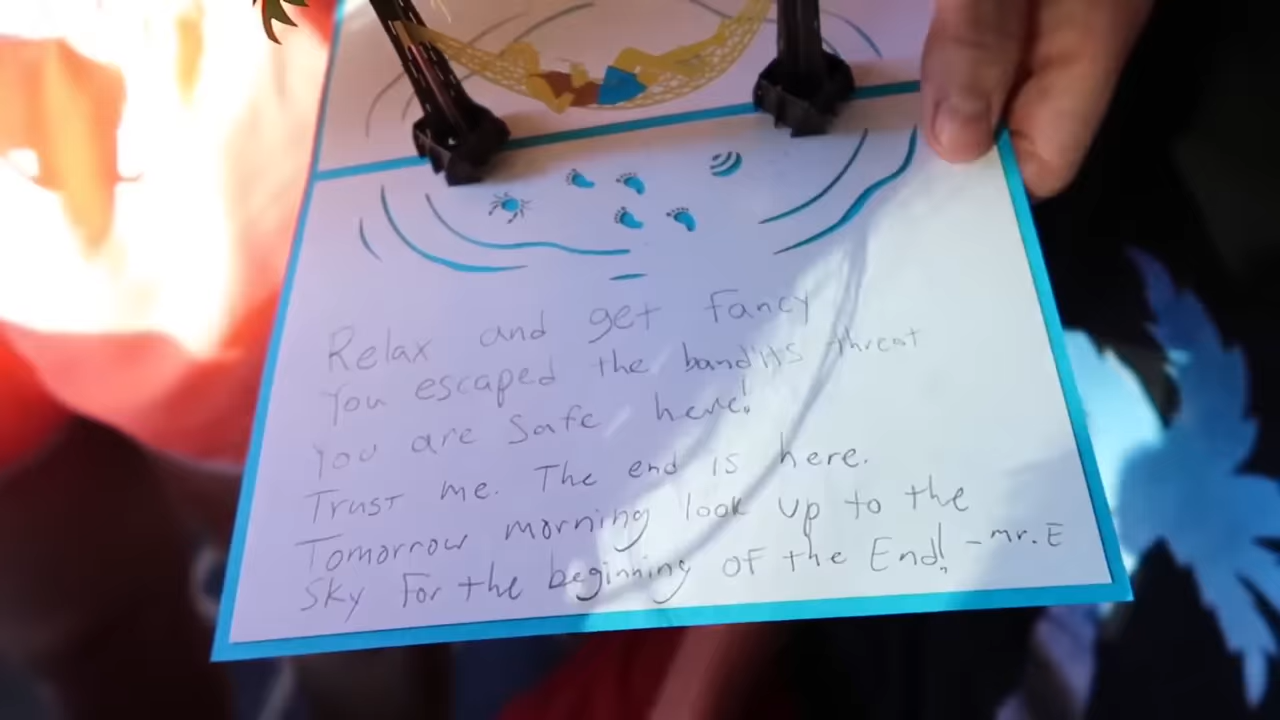 Relax and get fancy
You escaped the bandits threat
You are safe here!
Trust me. The end is here.
Tomorrow morning look up to the
Sky For the beginning of the End! - mr. E